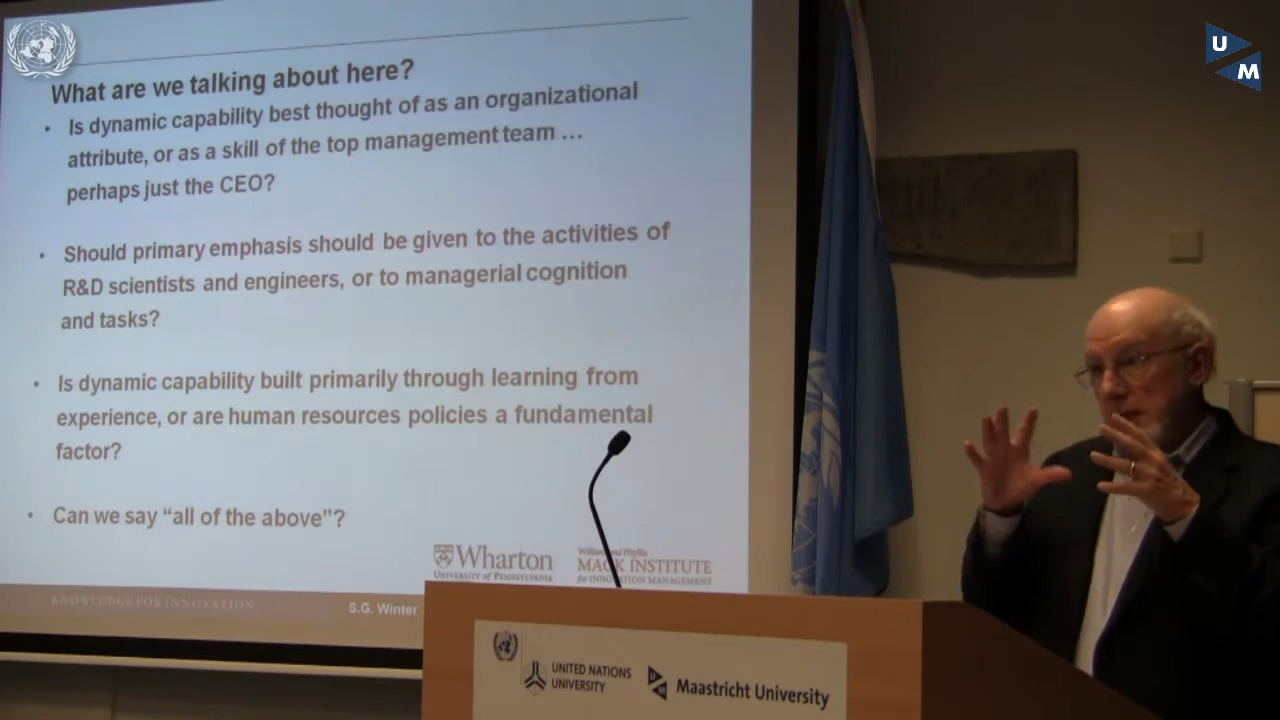 What are we talking about here?
• Is dynamic capability best thought of as an organizational
attribute, or as a skill of the top management team …
perhaps just the CEO?
• Should primary emphasis should be given to the activities of
R&D scientists and engineers, or to managerial cognition
and tasks?
• Is dynamic capability built primarily through learning from
experience, or are human resources policies a fundamental
factor?
• Can we say “all of the above”?
Wharton
UNIVERSITY of PENNSYLVANIA
William and Phyllis
MACK INSTITUTE
for INNOVATION MANAGEMENT
KNOWLEDGE FOR INNOVATION
S.G. Winter
UNITED NATIONS
UNIVERSITY
U
M
Maastricht University
U
M